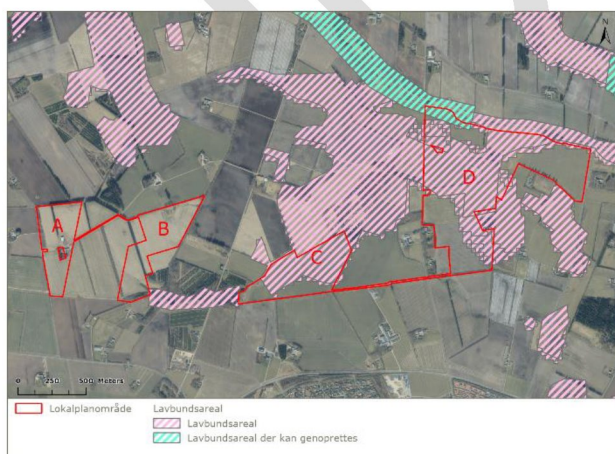 N
A
B
C
D
0 250 500 Meters
Lokalplanområde
Lavbundsareal
Lavbundsareal
Lavbundsareal der kan genoprettes